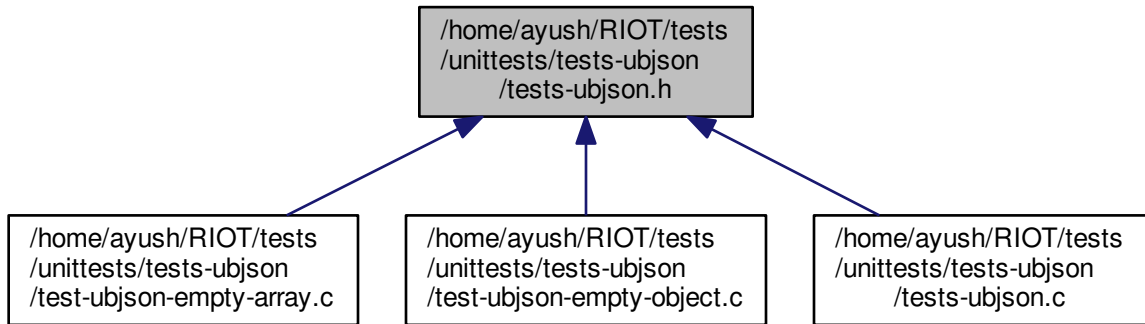 /home/ayush/RIOT/tests
/unittests/tests-ubjson
/tests-ubjson.h
/home/ayush/RIOT/tests
/unittests/tests-ubjson
/test-ubjson-empty-array.c
/home/ayush/RIOT/tests
/unittests/tests-ubjson
/test-ubjson-empty-object.c
/home/ayush/RIOT/tests
/unittests/tests-ubjson
/tests-ubjson.c